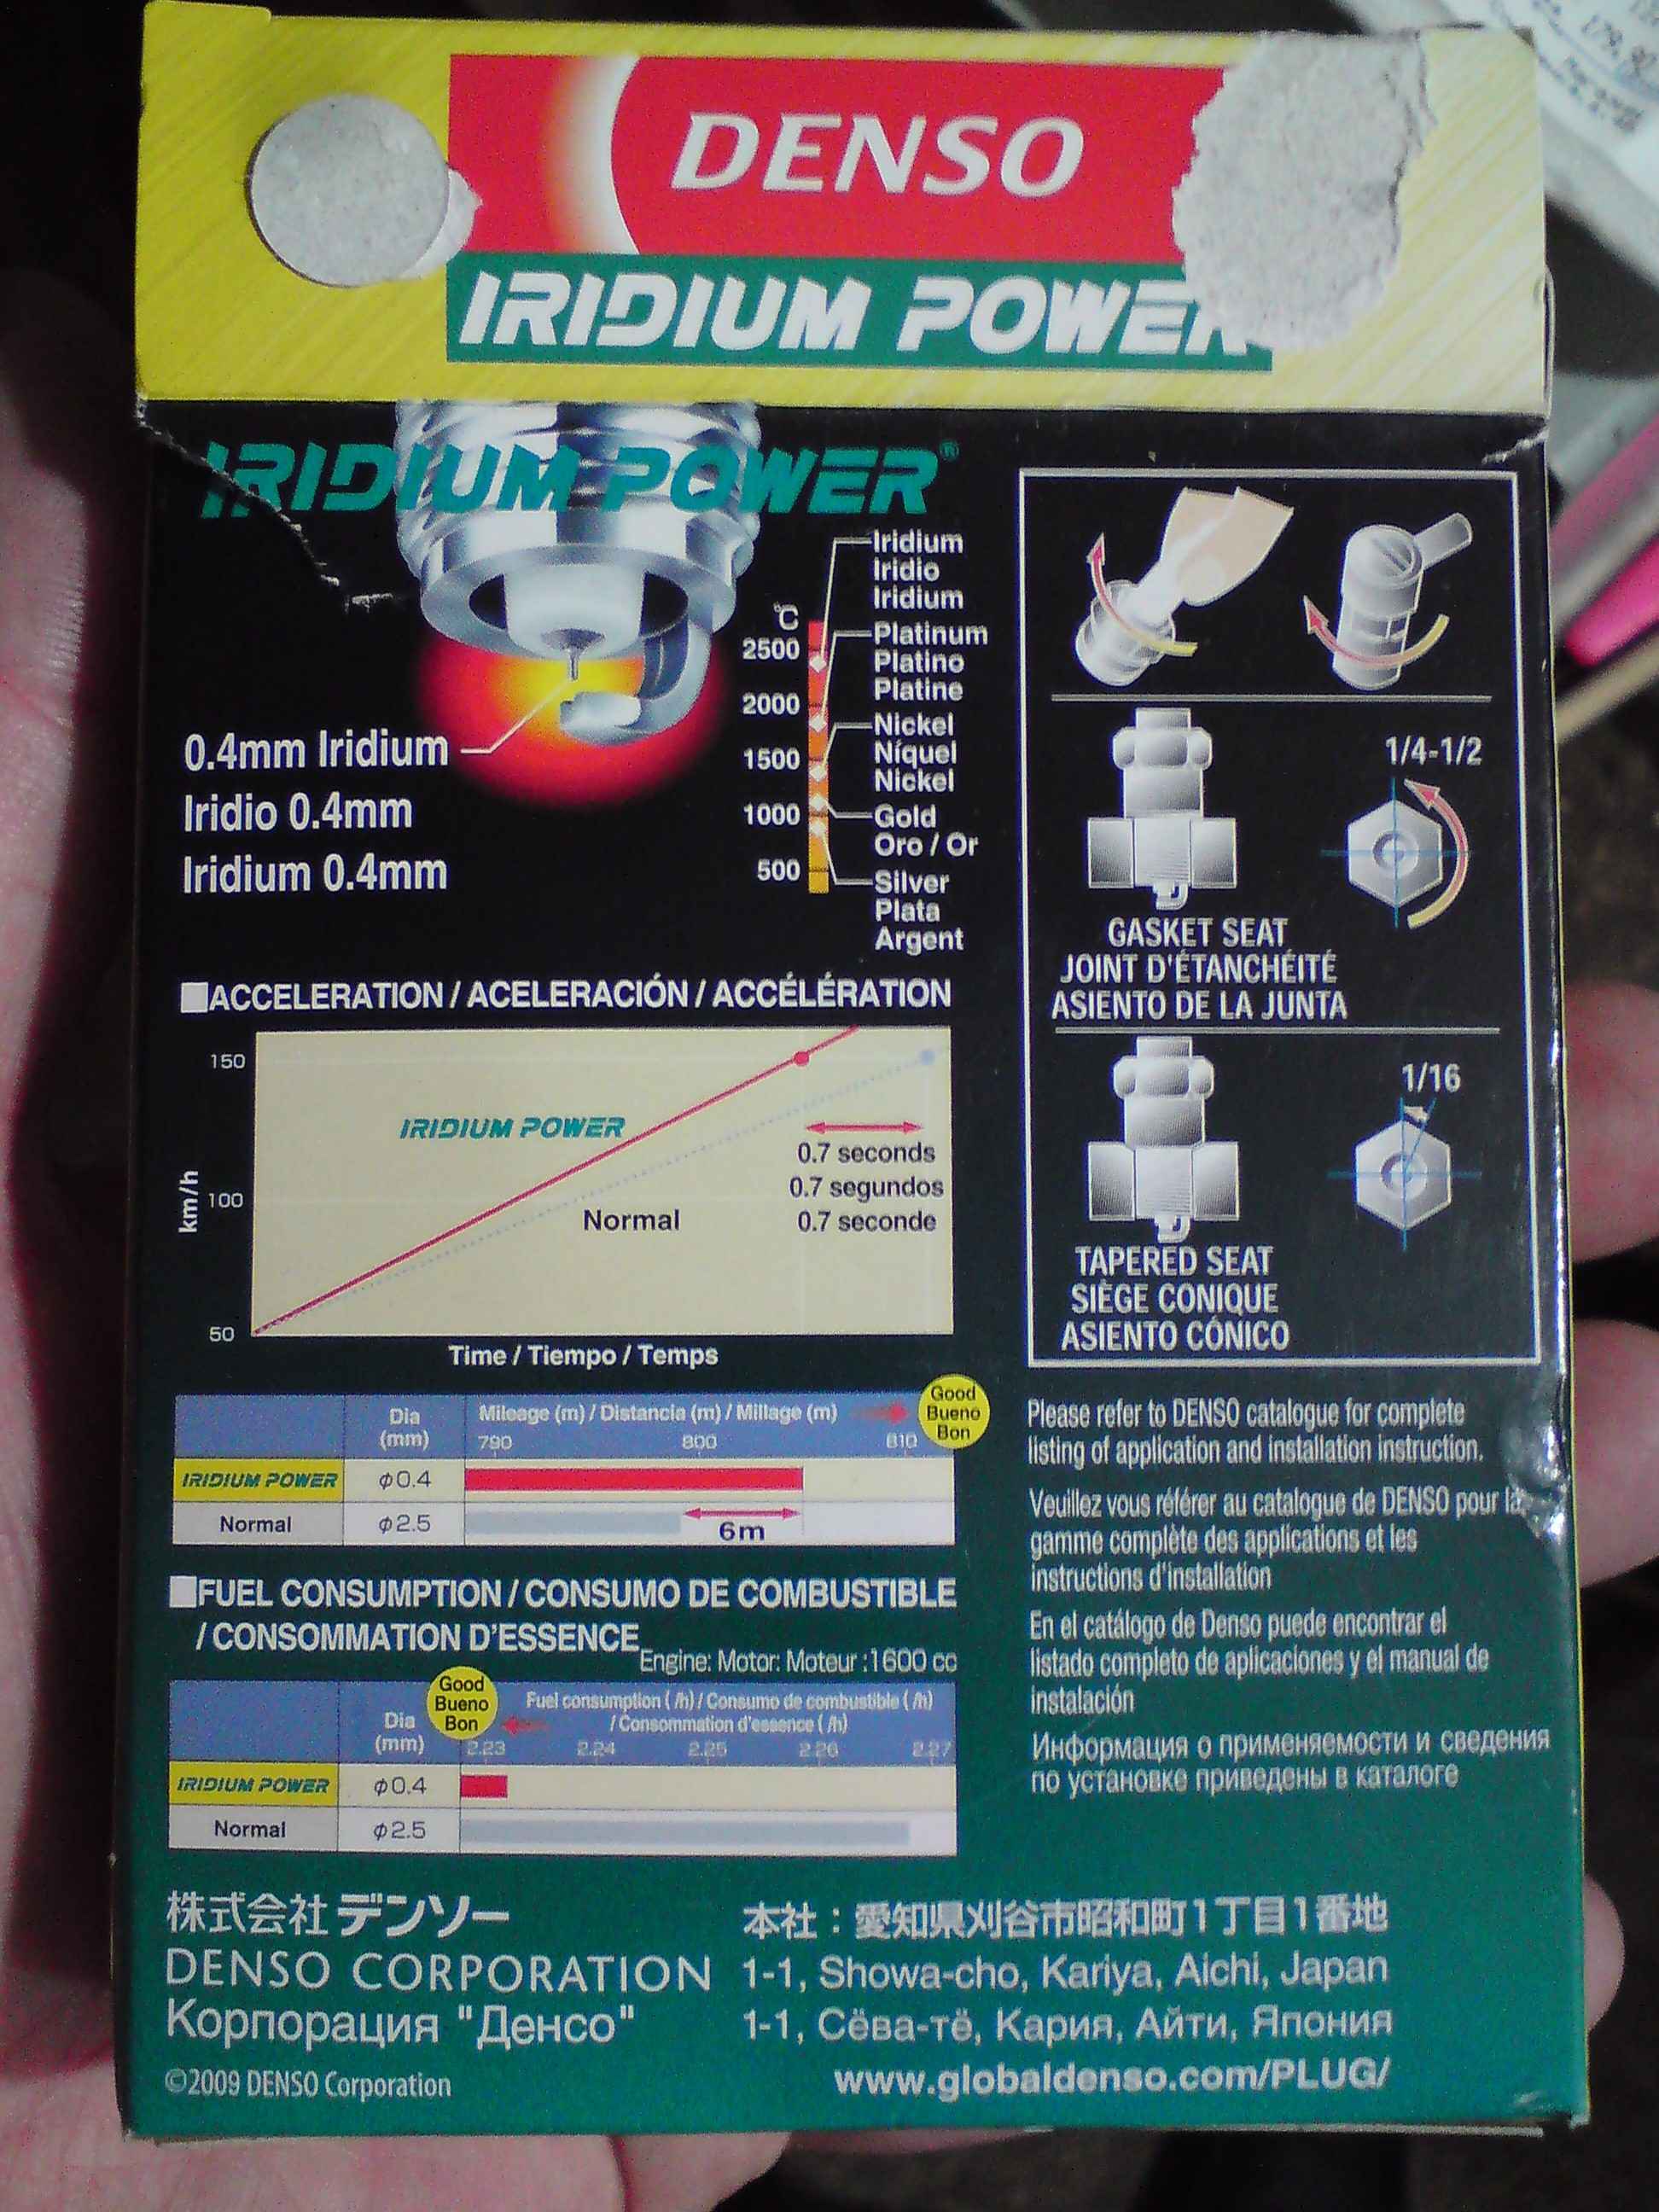 DENSO
IRIDIUM POWER
IRIDIUM POWER®
0.4mm Iridium
Iridio 0.4mm
Iridium 0.4mm
℃
2500
2000
1500
1000
500
Iridium
Iridio
Iridium
Platinum
Platino
Platine
Nickel
Níquel
Nickel
Gold
Oro / Or
Silver
Plata
Argent
1/4-1/2
GASKET SEAT
JOINT D'ÉTANCHÉITÉ
ASIENTO DE LA JUNTA
1/16
TAPERED SEAT
SIÈGE CONIQUE
ASIENTO CÓNICO
ACCELERATION / ACELERACIÓN / ACCÉLÉRATION
150
100
50
km/h
IRIDIUM POWER
Normal
0.7 seconds
0.7 segundos
0.7 seconde
Time / Tiempo / Temps
Dia
(mm)
Mileage (m) / Distancia (m) / Millage (m)
790 800 810
Good
Bueno
Bon
IRIDIUM POWER φ0.4
Normal φ2.5
6m
FUEL CONSUMPTION / CONSUMO DE COMBUSTIBLE
/ CONSOMMATION D'ESSENCE
Engine: Motor: Moteur :1600 cc
Dia
(mm)
Good
Bueno
Bon
Fuel consumption ( /h) / Consumo de combustible ( /h)
/ Consommation d'essence ( /h)
2.23 2.24 2.25 2.26 2.27
IRIDIUM POWER φ0.4
Normal φ2.5
Please refer to DENSO catalogue for complete
listing of application and installation instruction.
Veuillez vous référer au catalogue de DENSO pour la
gamme complète des applications et les
instructions d'installation
En el catálogo de Denso puede encontrar el
listado completo de aplicaciones y el manual de
instalación
Информация о применяемости и сведения
по установке приведены в каталоге
株式会社デンソー
DENSO CORPORATION
Корпорация "Денсо"
©2009 DENSO Corporation
本社：愛知県刈谷市昭和町1丁目1番地
1-1, Showa-cho, Kariya, Aichi, Japan
1-1, Сёва-тё, Кария, Айти, Япония
www.globaldenso.com/PLUG/